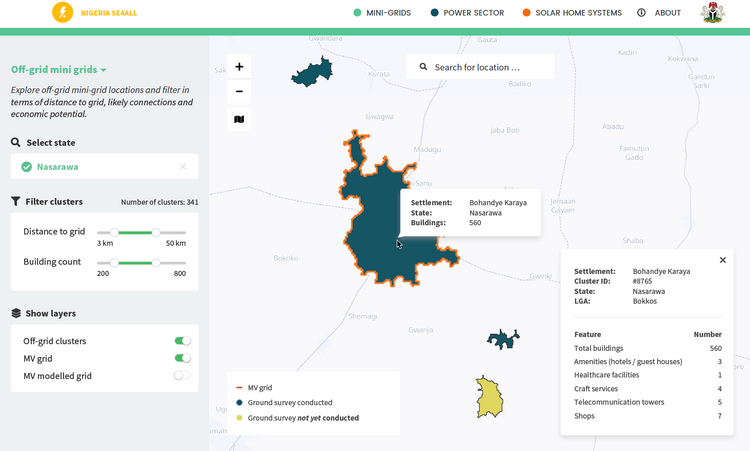 NIGERIA SE4ALL
MINI-GRIDS
POWER SECTOR
SOLAR HOME SYSTEMS
ABOUT
Off-grid mini grids
Explore off-grid mini-grid locations and filter in
terms of distance to grid, likely connections and
economic potential.
Select state
Nasarawa
Filter clusters
Number of clusters: 341
Distance to grid
3 km
50 km
Building count
200
800
Show layers
Off-grid clusters
MV grid
MV modelled grid
Search for location ...
Gwandara
Gauta
Kadin
Kokwana
Sak
Kurata
Badiko
Gandun
Sarki
Gwagwa
Jaba Boti
Abadu
Madugu
Famutun
Gado
-Sanu
Jemaan
Gayam
Shaba
Bokoko
Gwinki
Shemagi
Gwanja
Settlement: Bohandye Karaya
State: Nasarawa
Buildings: 560
MV grid
Ground survey conducted
Ground survey not yet conducted
Settlement: Bohandye Karaya
Cluster ID: #8765
State: Nasarawa
LGA: Bokkos
Feature Number
Total buildings 560
Amenities (hotels / guest houses) 3
Healthcare facilities 1
Craft services 4
Telecommunication towers 5
Shops 7